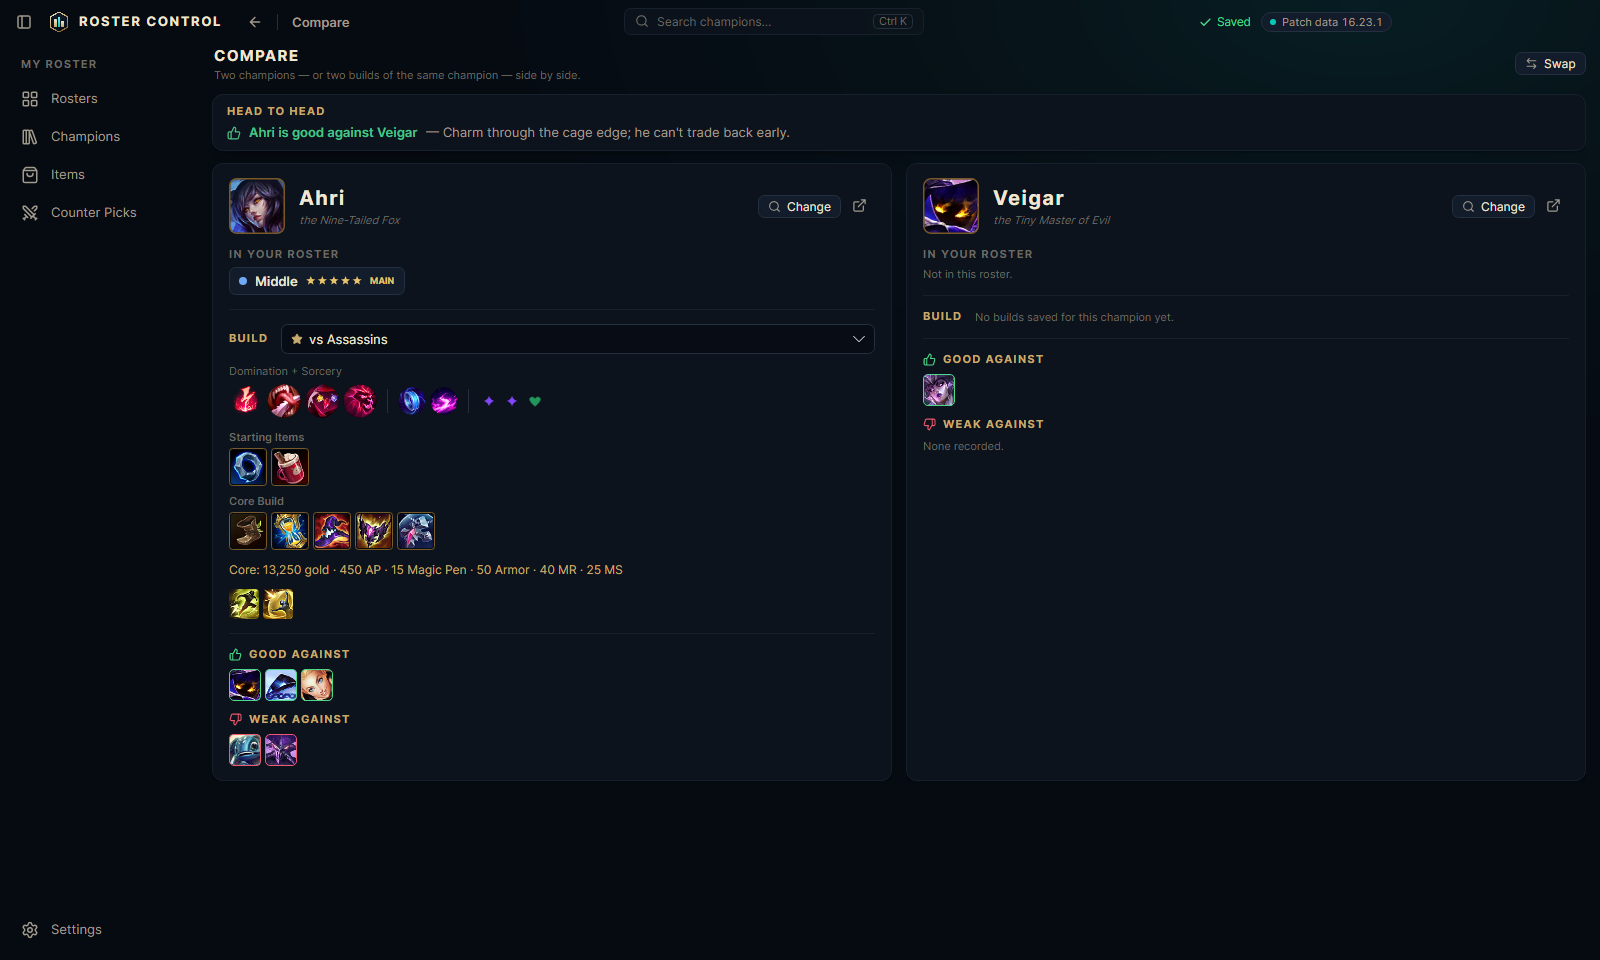 ROSTER CONTROL
Compare
Search champions...
Ctrl K
Saved
Patch data 16.23.1
MY ROSTER
Rosters
Champions
Items
Counter Picks
Settings
COMPARE
Two champions — or two builds of the same champion — side by side.
Swap
HEAD TO HEAD
Ahri is good against Veigar — Charm through the cage edge; he can't trade back early.
Ahri
the Nine-Tailed Fox
Change
IN YOUR ROSTER
Middle ★★★★★ MAIN
BUILD
★ vs Assassins
Domination + Sorcery
Starting Items
Core Build
Core: 13,250 gold · 450 AP · 15 Magic Pen · 50 Armor · 40 MR · 25 MS
GOOD AGAINST
WEAK AGAINST
Veigar
the Tiny Master of Evil
Change
IN YOUR ROSTER
Not in this roster.
BUILD No builds saved for this champion yet.
GOOD AGAINST
WEAK AGAINST
None recorded.